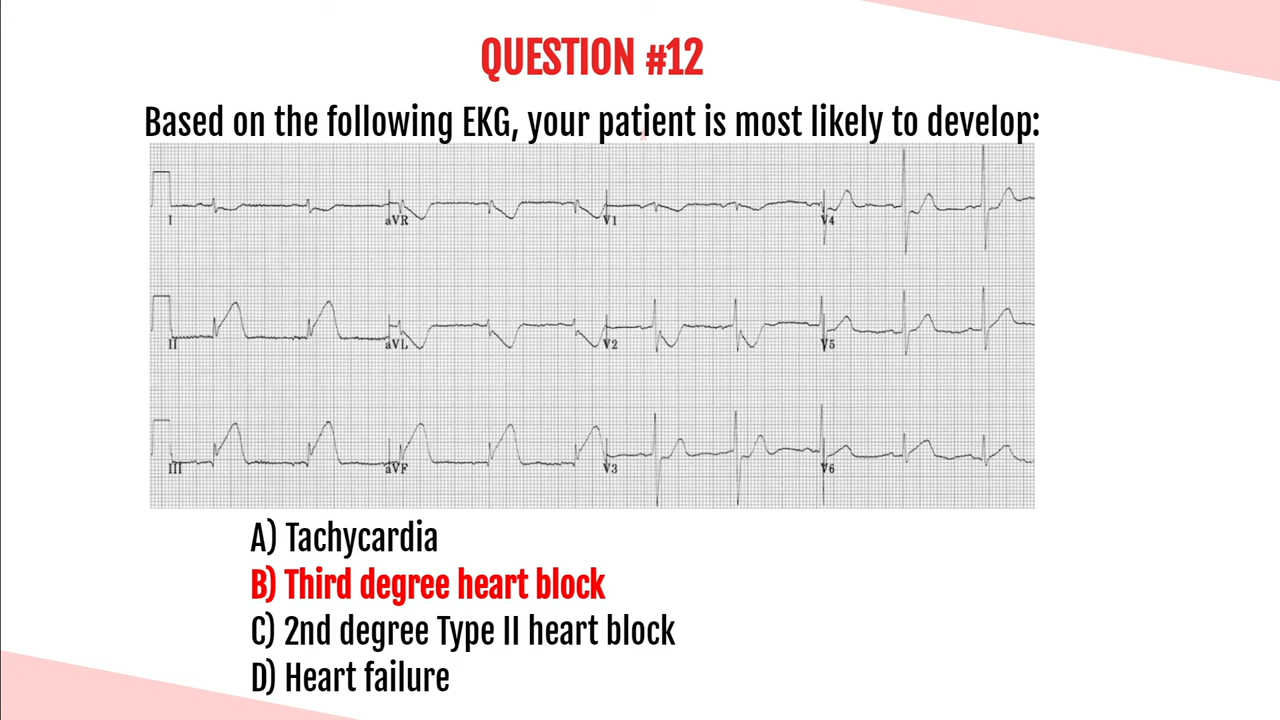 QUESTION #12
Based on the following EKG, your patient is most likely to develop:
I aVR V1 V4
II aVL V2 V5
III aVF V3 V6
A) Tachycardia
B) Third degree heart block
C) 2nd degree Type II heart block
D) Heart failure